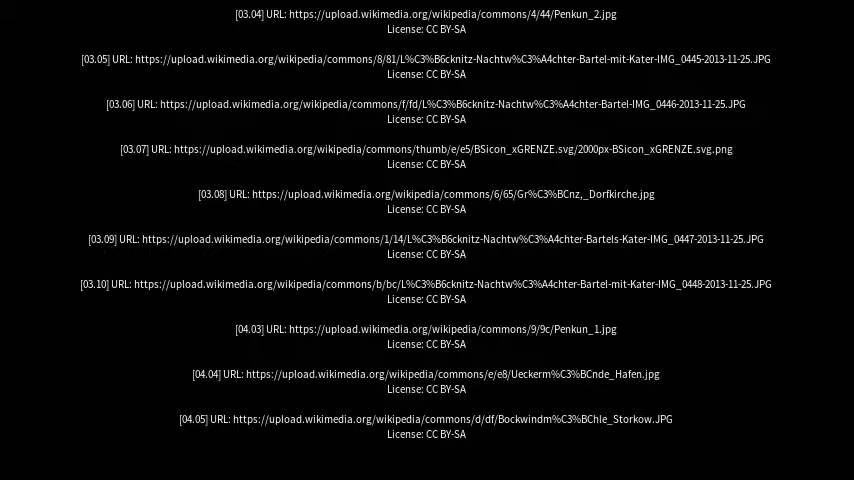 [03.04] URL: https://upload.wikimedia.org/wikipedia/commons/4/44/Penkun_2.jpg
License: CC BY-SA
[03.05] URL: https://upload.wikimedia.org/wikipedia/commons/8/81/L%C3%B6cknitz-Nachtw%C3%A4chter-Bartel-mit-Kater-IMG_0445-2013-11-25.JPG
License: CC BY-SA
[03.06] URL: https://upload.wikimedia.org/wikipedia/commons/f/fd/L%C3%B6cknitz-Nachtw%C3%A4chter-Bartel-IMG_0446-2013-11-25.JPG
License: CC BY-SA
[03.07] URL: https://upload.wikimedia.org/wikipedia/commons/thumb/e/e5/BSicon_xGRENZE.svg/2000px-BSicon_xGRENZE.svg.png
License: CC BY-SA
[03.08] URL: https://upload.wikimedia.org/wikipedia/commons/6/65/Gr%C3%BCnz,_Dorfkirche.jpg
License: CC BY-SA
[03.09] URL: https://upload.wikimedia.org/wikipedia/commons/1/14/L%C3%B6cknitz-Nachtw%C3%A4chter-Bartels-Kater-IMG_0447-2013-11-25.JPG
License: CC BY-SA
[03.10] URL: https://upload.wikimedia.org/wikipedia/commons/b/bc/L%C3%B6cknitz-Nachtw%C3%A4chter-Bartel-mit-Kater-IMG_0448-2013-11-25.JPG
License: CC BY-SA
[04.03] URL: https://upload.wikimedia.org/wikipedia/commons/9/9c/Penkun_1.jpg
License: CC BY-SA
[04.04] URL: https://upload.wikimedia.org/wikipedia/commons/e/e8/Ueckerm%C3%BCnde_Hafen.jpg
License: CC BY-SA
[04.05] URL: https://upload.wikimedia.org/wikipedia/commons/d/df/Bockwindm%C3%BChle_Storkow.JPG
License: CC BY-SA